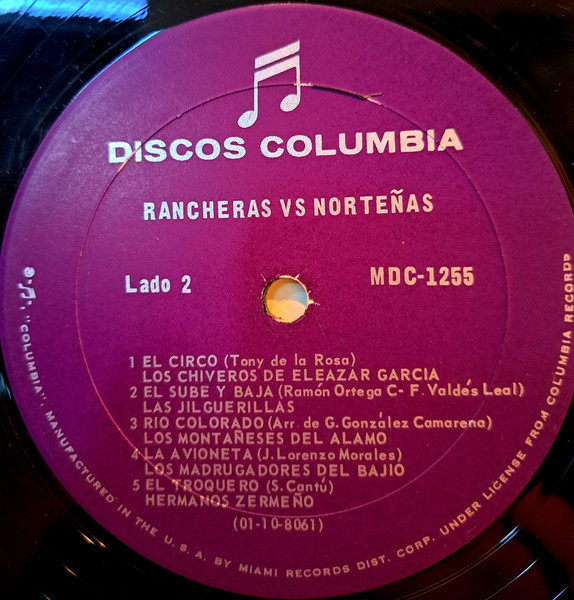 DISCOS COLUMBIA
RANCHERAS VS NORTEÑAS
Lado 2
MDC-1255
1 EL CIRCO (Tony de la Rosa)
LOS CHIVEROS DE ELEAZAR GARCIA
2 EL SUBE Y BAJA (Ramón Ortega C- F. Valdés Leal)
LAS JILGUERILLAS
3 RIO COLORADO (Arr. de G. González Camarena)
LOS MONTAÑESES DEL ALAMO
4 LA AVIONETA (J. Lorenzo Morales)
LOS MADRUGADORES DEL BAJIO
5 EL TROQUERO (S. Cantú)
HERMANOS ZERMEÑO
(01-10-8061)
"COLUMBIA". MANUFACTURED IN THE U. S. A. BY MIAMI RECORDS DIST. CORP. UNDER LICENSE FROM COLUMBIA RECORDS